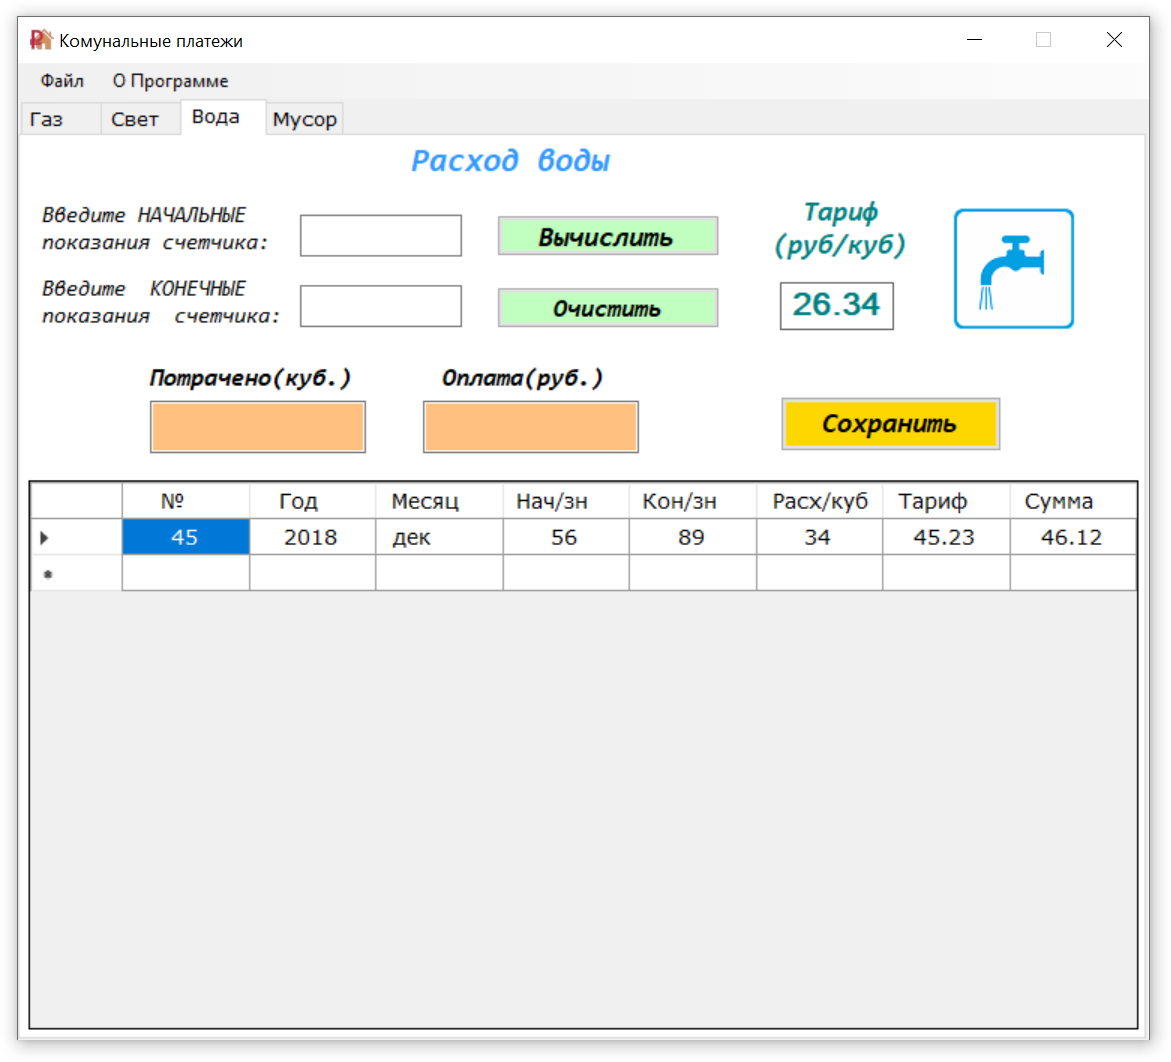 Комунальные платежи
Файл О Программе
Газ Свет Вода Мусор
Расход воды
Введите НАЧАЛЬНЫЕ
показания счетчика:
Вычислить
Тариф
(руб/куб)
Введите КОНЕЧНЫЕ
показания счетчика:
Очистить
26.34
Потрачено(куб.) Оплата(руб.)
Сохранить
№ Год Месяц Нач/зн Кон/зн Расх/куб Тариф Сумма
45 2018 дек 56 89 34 45.23 46.12